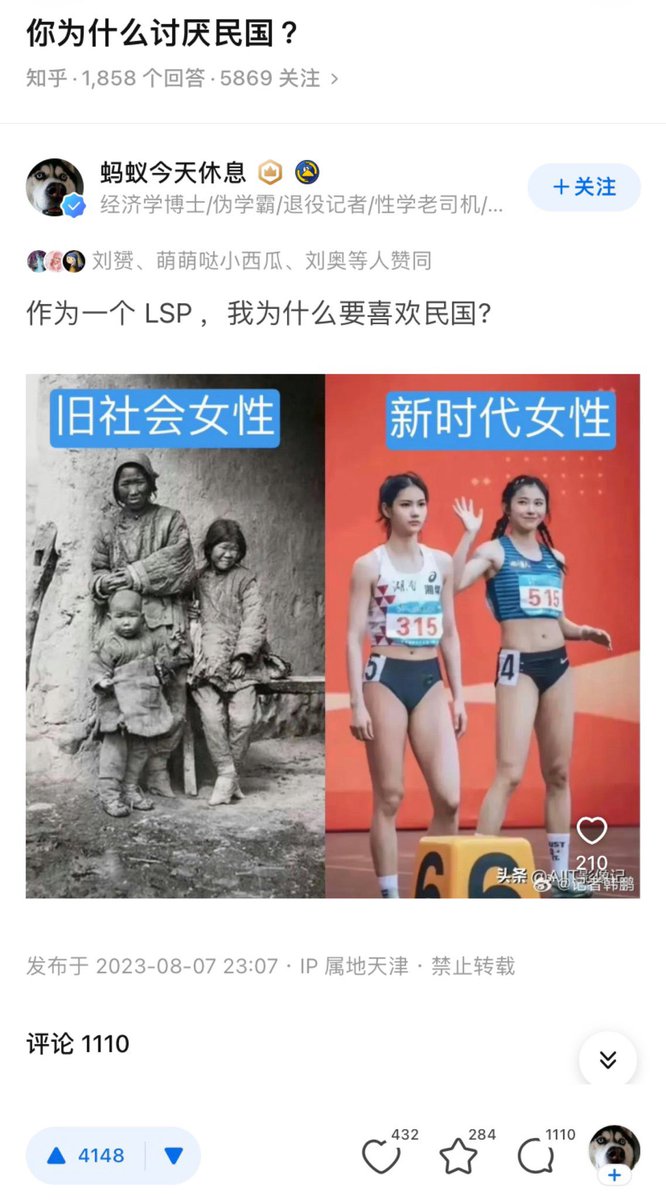 你为什么讨厌民国？
知乎 · 1,858 个回答 · 5869 关注 >
蚂蚁今天休息
+关注
经济学博士/伪学霸/退役记者/性学老司机/...
刘赟、萌萌哒小西瓜、刘奥等人赞同
作为一个 LSP ，我为什么要喜欢民国?
旧社会女性
新时代女性
315
515
5
4
6
6
210
头条
@记者韩鹏
发布于 2023-08-07 23:07 · IP 属地天津 · 禁止转载
评论 1110
4148
432
284
1110